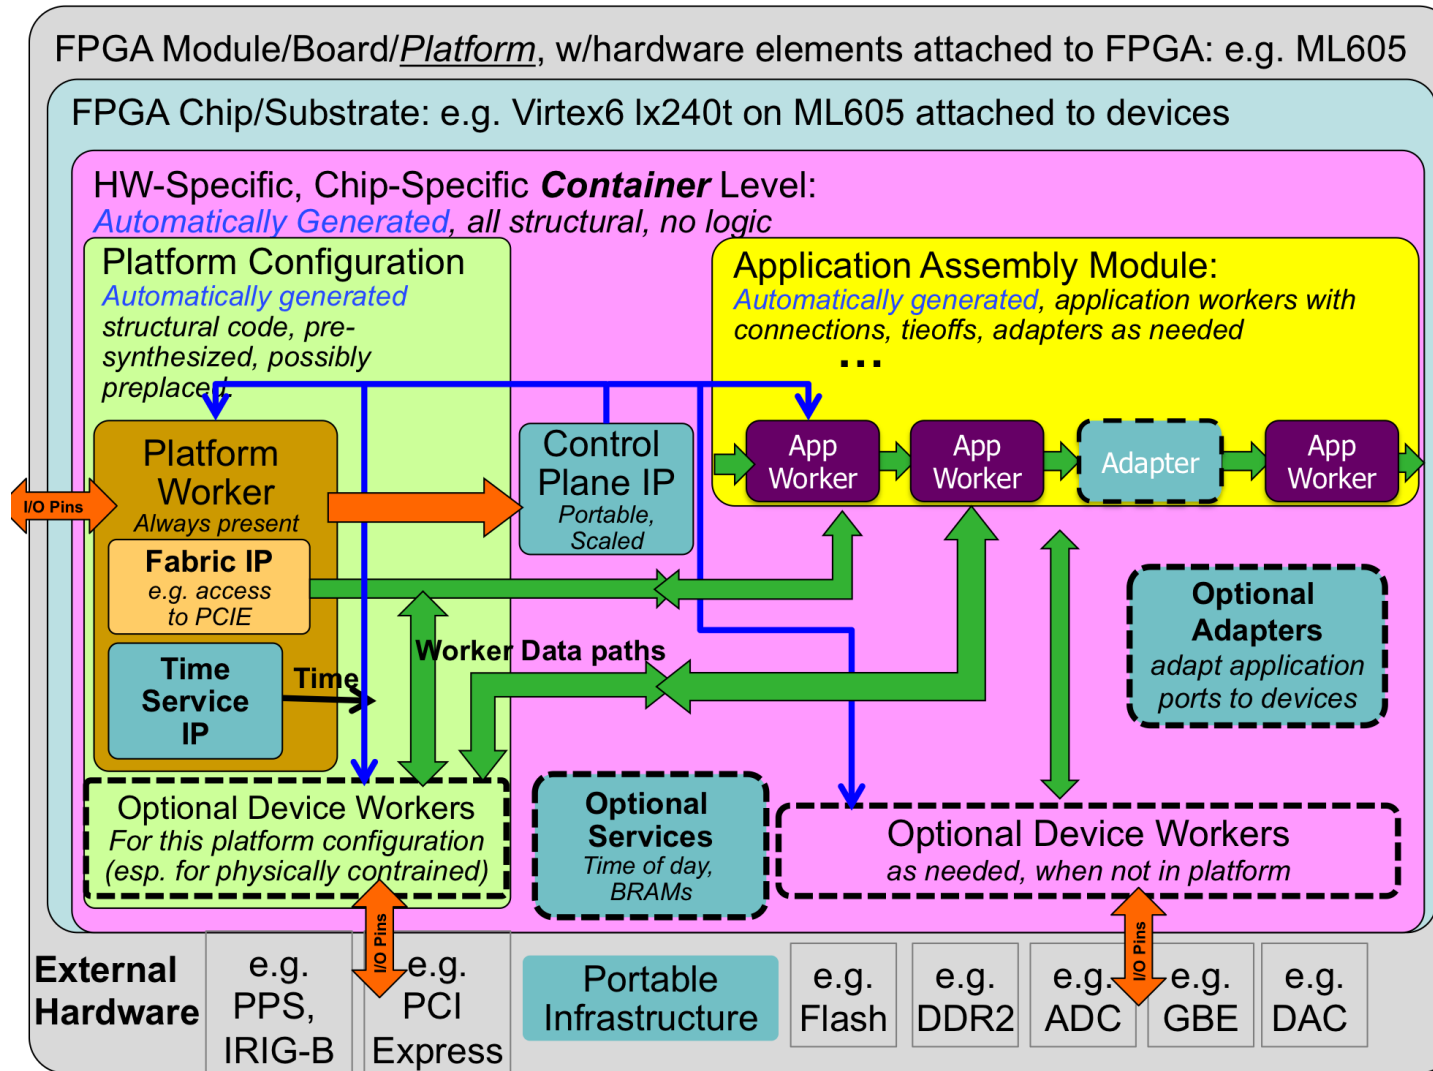 FPGA Module/Board/Platform, w/hardware elements attached to FPGA: e.g. ML605
FPGA Chip/Substrate: e.g. Virtex6 lx240t on ML605 attached to devices
HW-Specific, Chip-Specific Container Level:
Automatically Generated, all structural, no logic
Platform Configuration
Automatically generated
structural code, pre-
synthesized, possibly
preplaced.
Application Assembly Module:
Automatically generated, application workers with
connections, tieoffs, adapters as needed
...
Platform
Worker
Always present
I/O Pins
Fabric IP
e.g. access
to PCIE
Time
Service
IP
Time
Control
Plane IP
Portable,
Scaled
App
Worker
App
Worker
Adapter
App
Worker
Worker Data paths
Optional
Adapters
adapt application
ports to devices
Optional Device Workers
For this platform configuration
(esp. for physically contrained)
Optional
Services
Time of day,
BRAMs
Optional Device Workers
as needed, when not in platform
I/O Pins
I/O Pins
External
Hardware
e.g.
PPS,
IRIG-B
e.g.
PCI
Express
Portable
Infrastructure
e.g.
Flash
e.g.
DDR2
e.g.
ADC
e.g.
GBE
e.g.
DAC